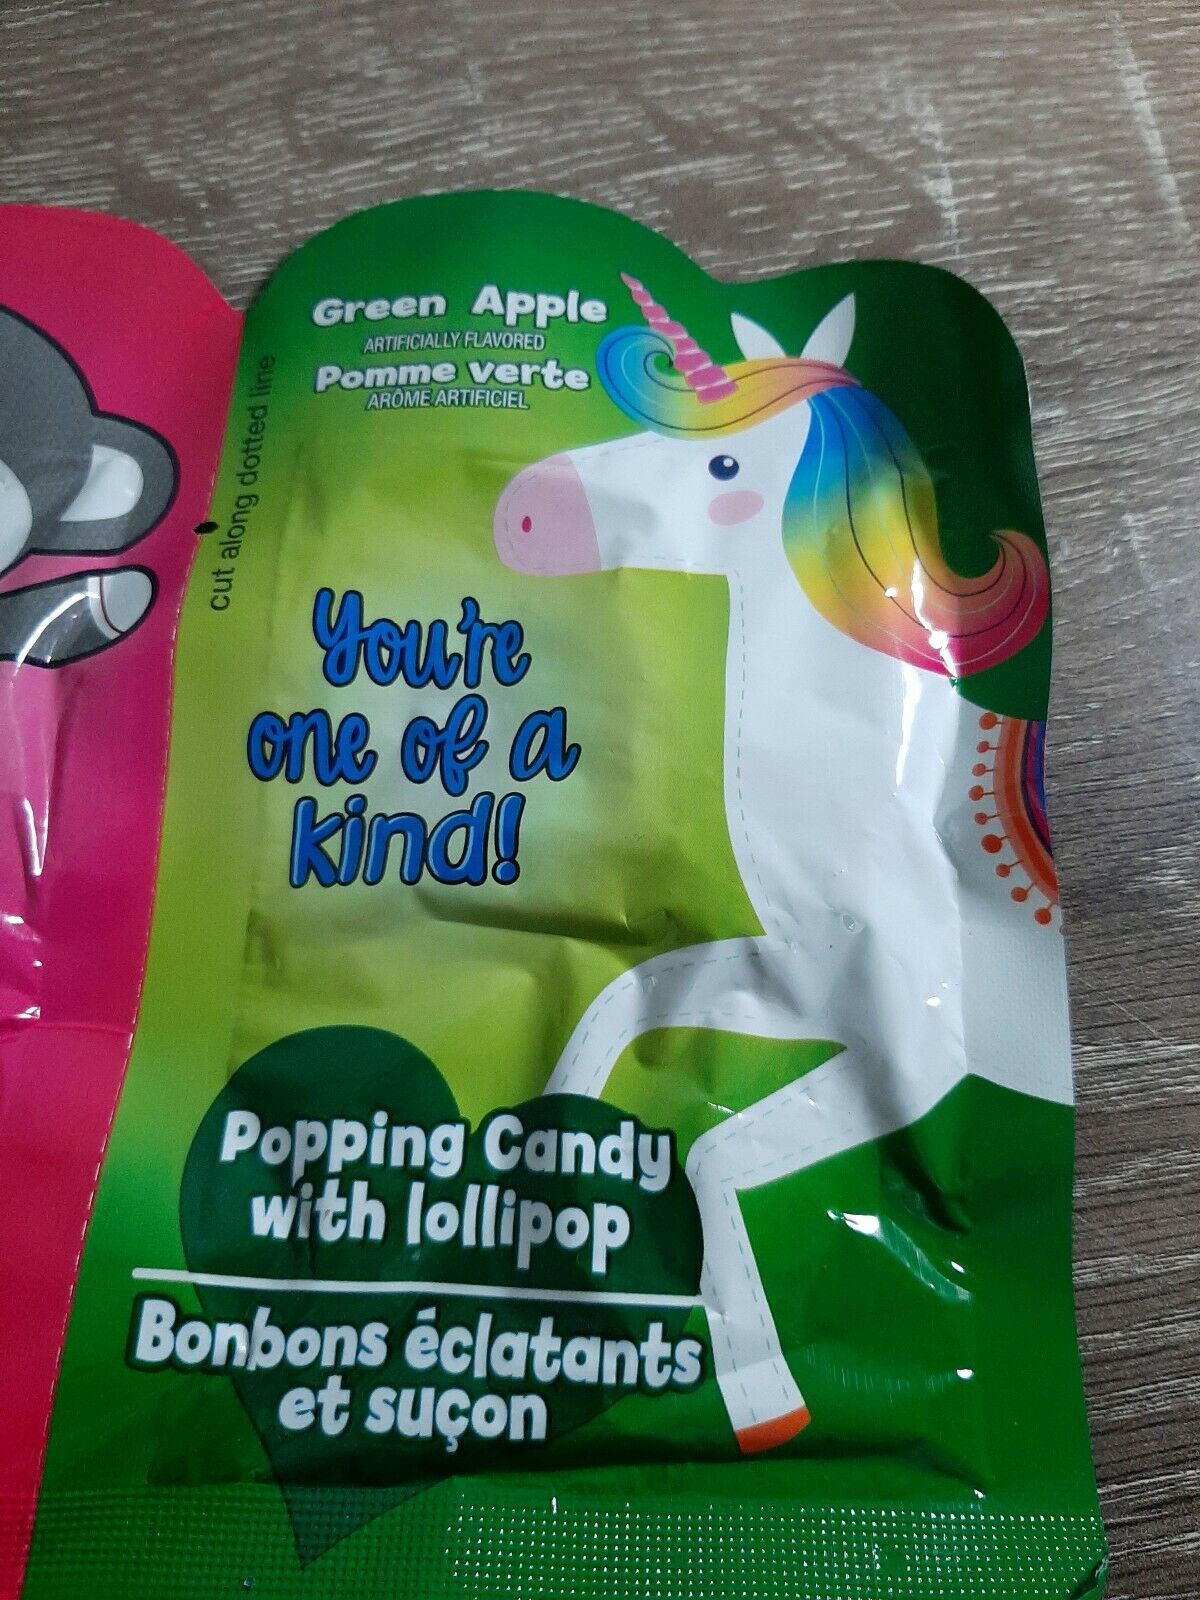 Green Apple
ARTIFICIALLY FLAVORED
Pomme verte
ARÔME ARTIFICIEL
cut along dotted line
You're
one of a
kind!
Popping Candy
with lollipop
Bonbons éclatants
et suçon